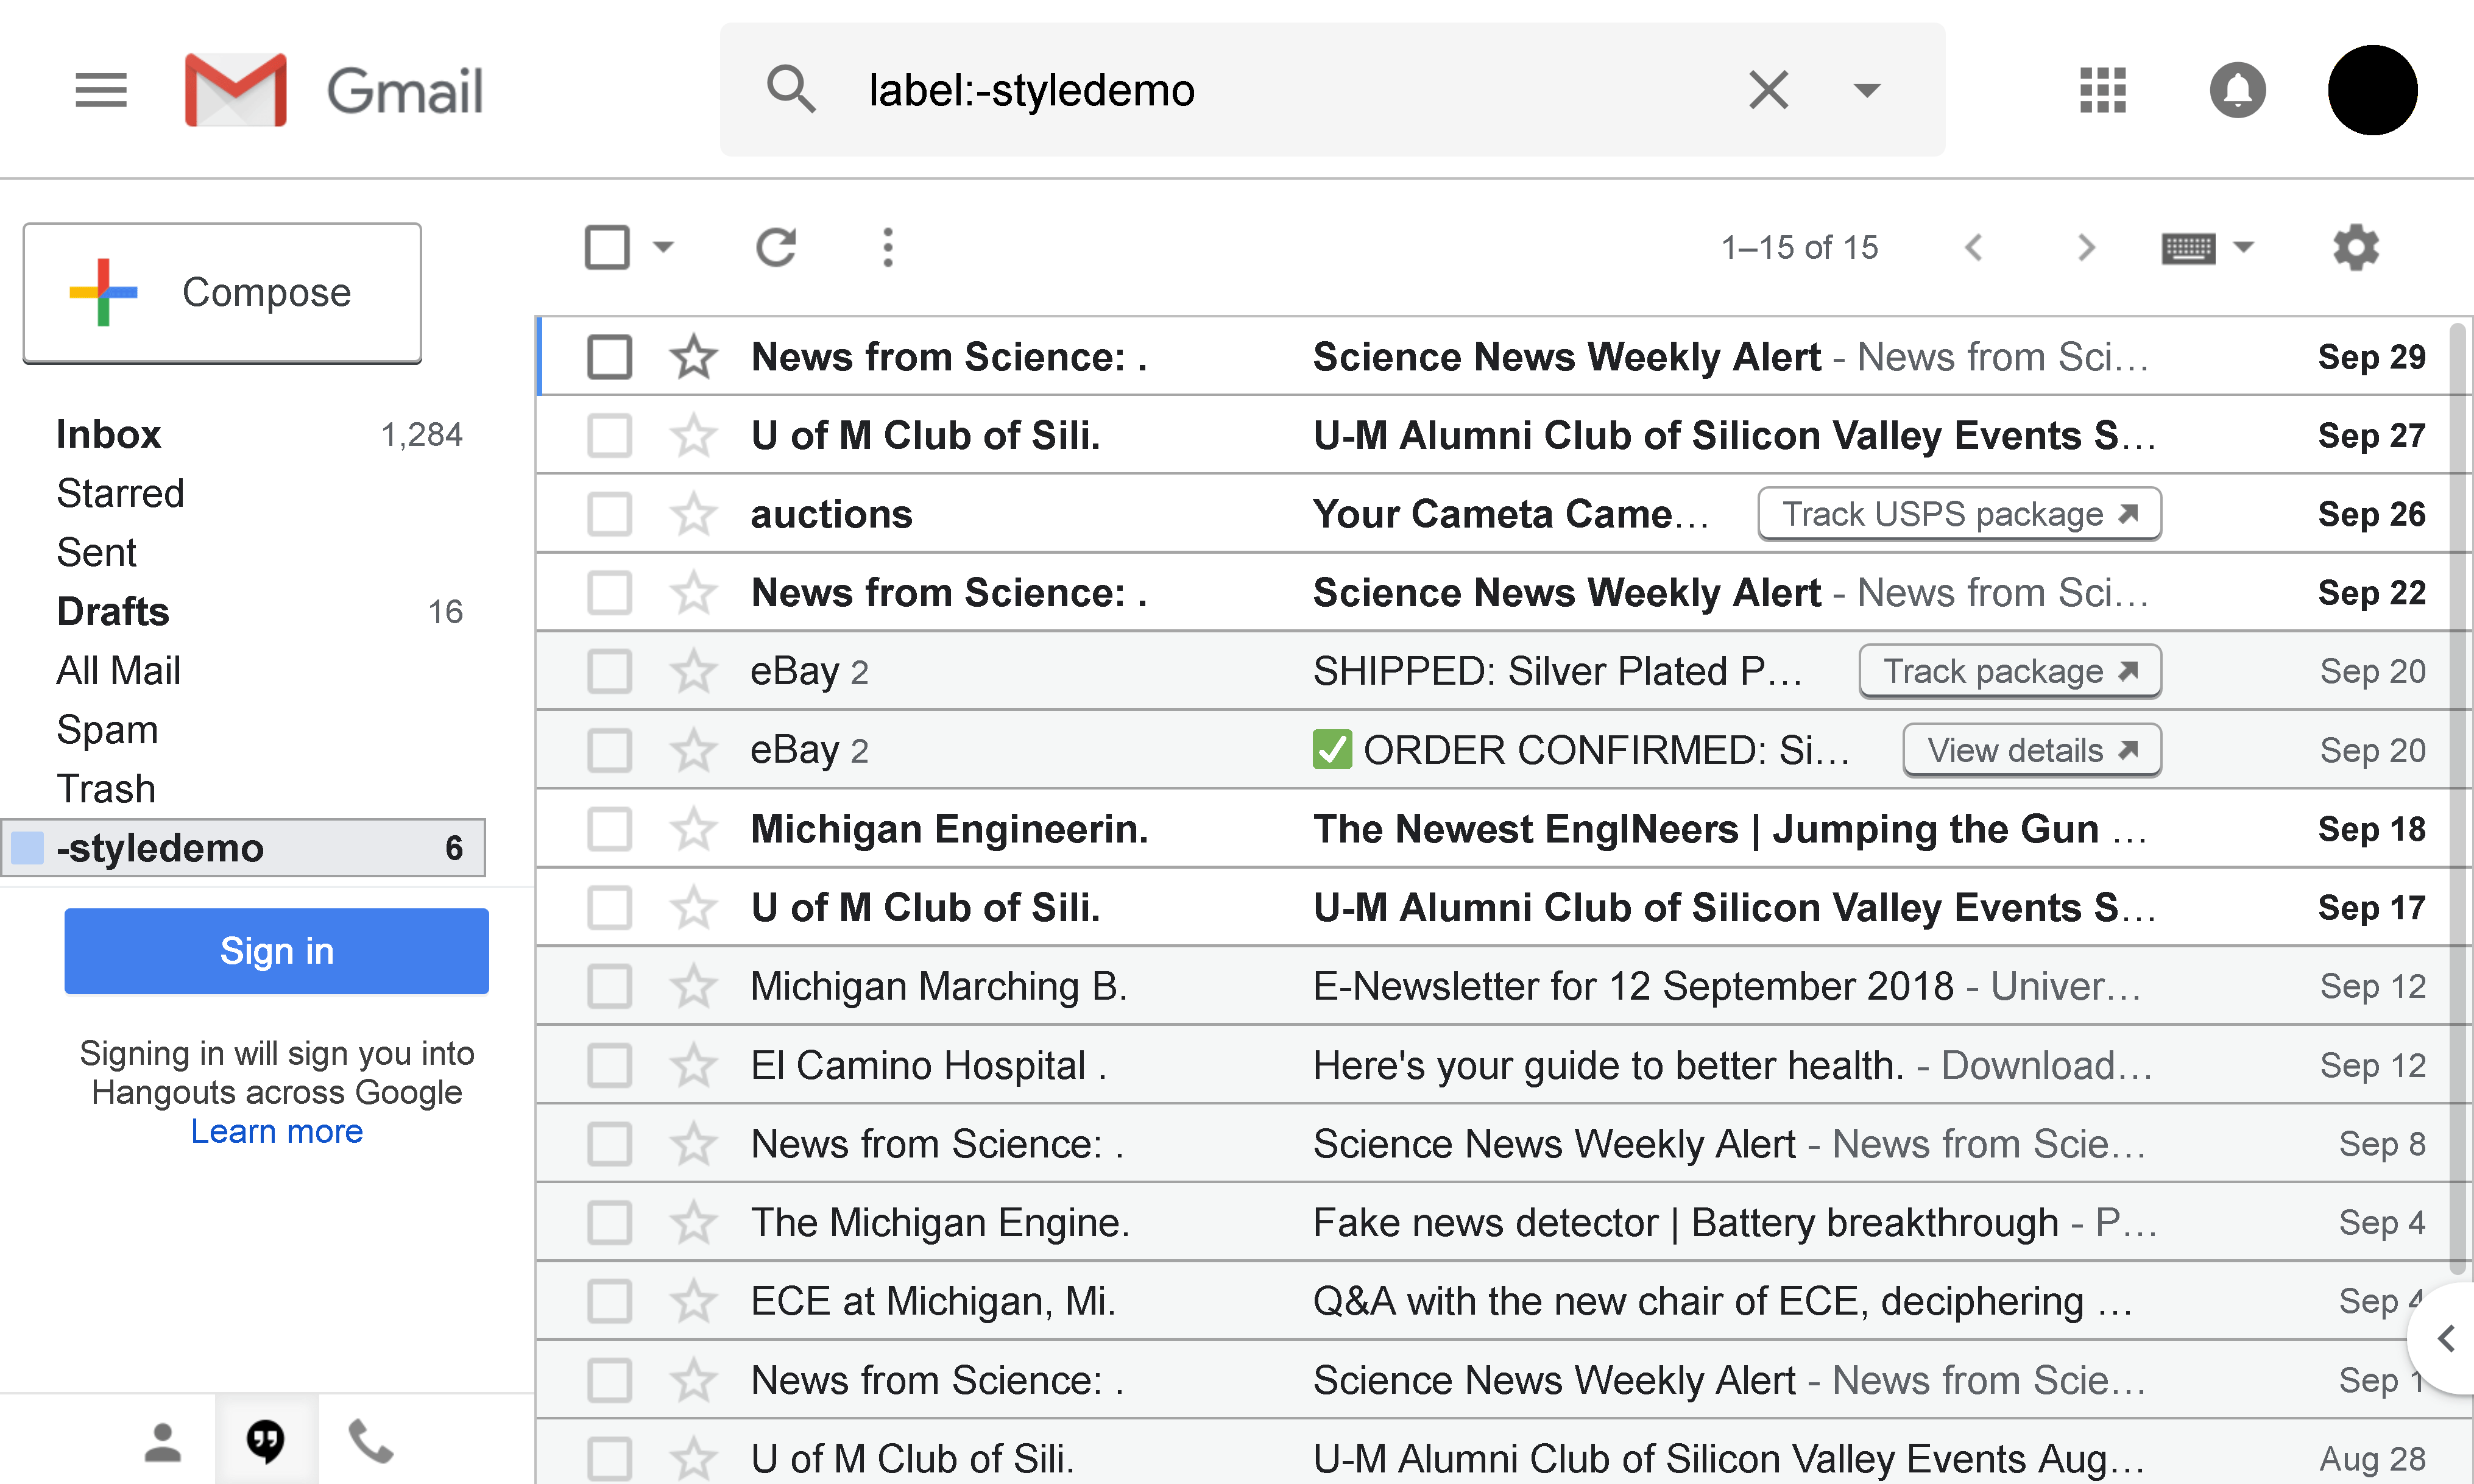 Gmail
label:-styledemo
Compose
1–15 of 15
Inbox 1,284
Starred
Sent
Drafts 16
All Mail
Spam
Trash
-styledemo 6
Sign in
Signing in will sign you into
Hangouts across Google
Learn more
News from Science: . Science News Weekly Alert - News from Sci… Sep 29
U of M Club of Sili. U-M Alumni Club of Silicon Valley Events S… Sep 27
auctions Your Cameta Came… Track USPS package Sep 26
News from Science: . Science News Weekly Alert - News from Sci… Sep 22
eBay 2 SHIPPED: Silver Plated P… Track package Sep 20
eBay 2 ✅ ORDER CONFIRMED: Si… View details Sep 20
Michigan Engineerin. The Newest EngINeers | Jumping the Gun … Sep 18
U of M Club of Sili. U-M Alumni Club of Silicon Valley Events S… Sep 17
Michigan Marching B. E-Newsletter for 12 September 2018 - Univer… Sep 12
El Camino Hospital . Here's your guide to better health. - Download… Sep 12
News from Science: . Science News Weekly Alert - News from Scie… Sep 8
The Michigan Engine. Fake news detector | Battery breakthrough - P… Sep 4
ECE at Michigan, Mi. Q&A with the new chair of ECE, deciphering … Sep 4
News from Science: . Science News Weekly Alert - News from Scie… Sep 1
U of M Club of Sili. U-M Alumni Club of Silicon Valley Events Aug… Aug 28